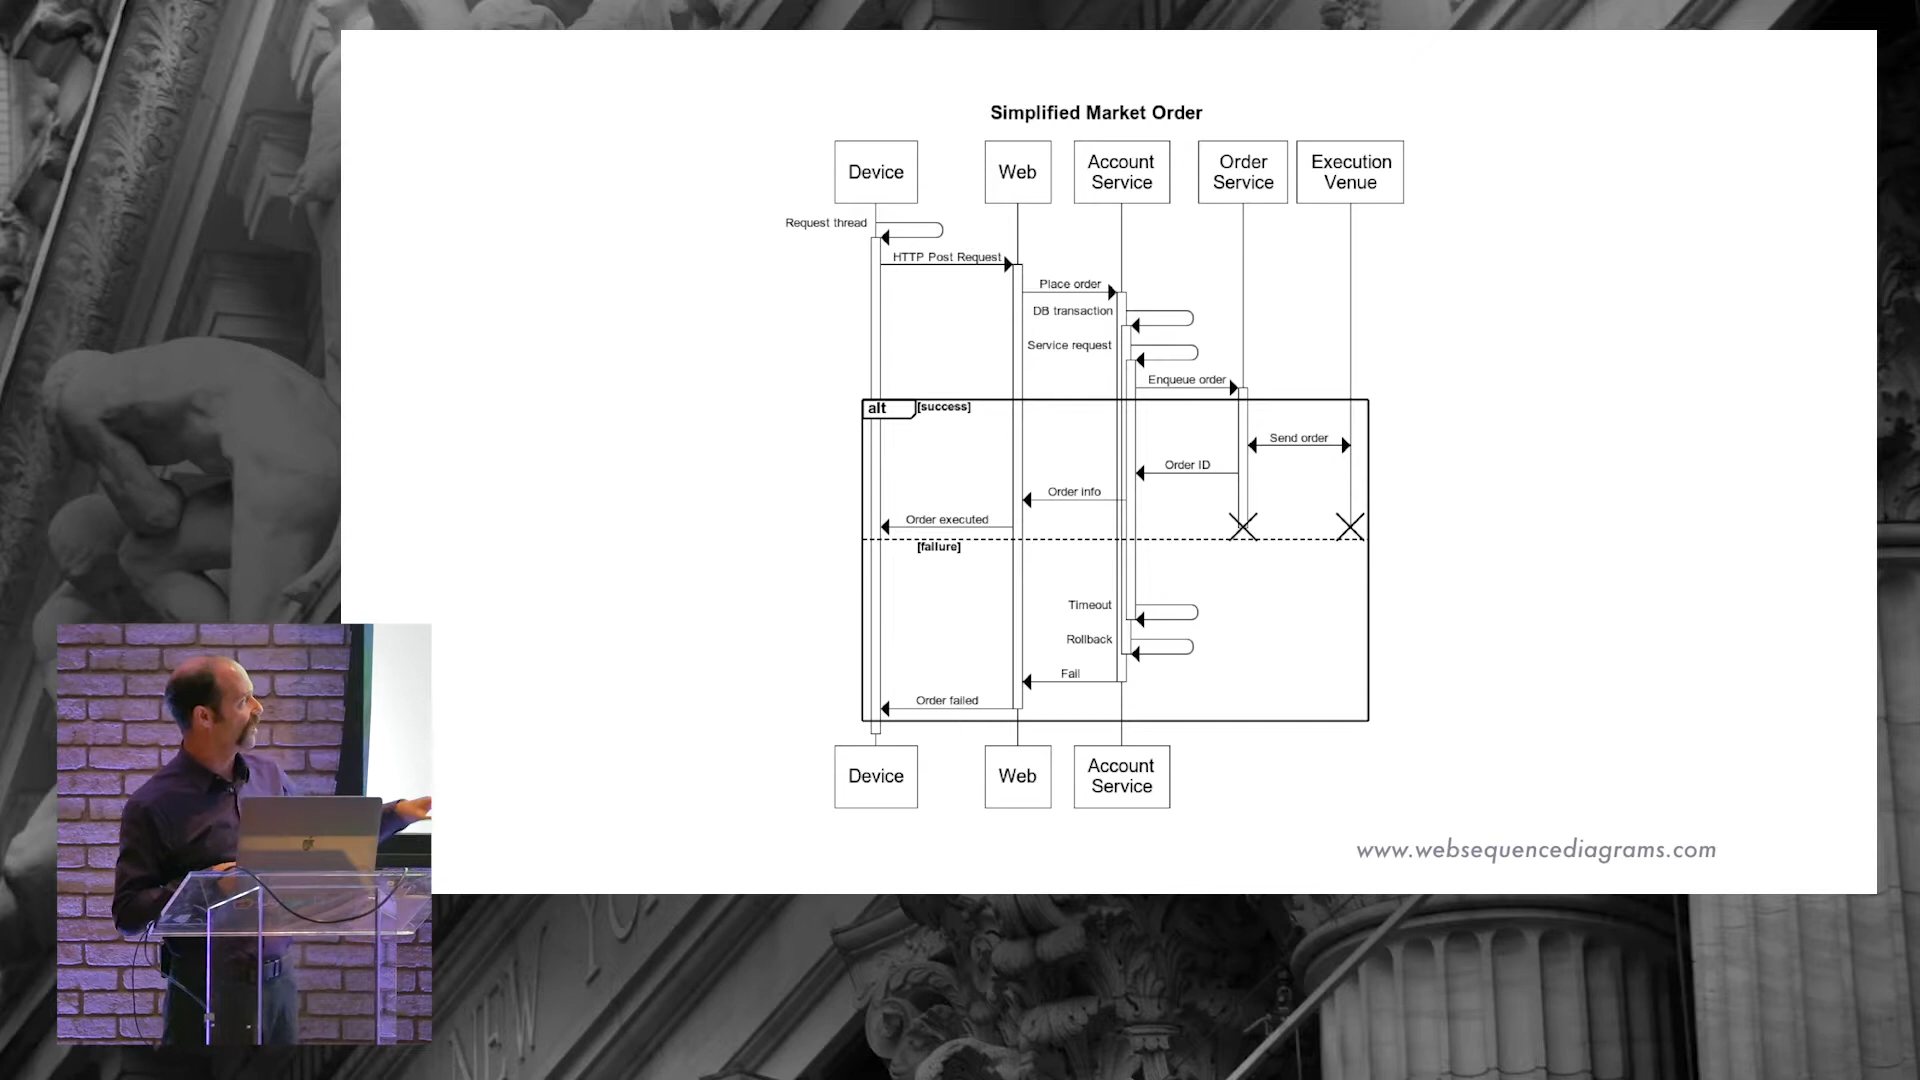 Simplified Market Order
Device
Web
Account
Service
Order
Service
Execution
Venue
Request thread
HTTP Post Request
Place order
DB transaction
Service request
Enqueue order
alt [success]
Send order
Order ID
Order info
Order executed
[failure]
Timeout
Rollback
Fail
Order failed
Device
Web
Account
Service
www.websequencediagrams.com
NEW YO